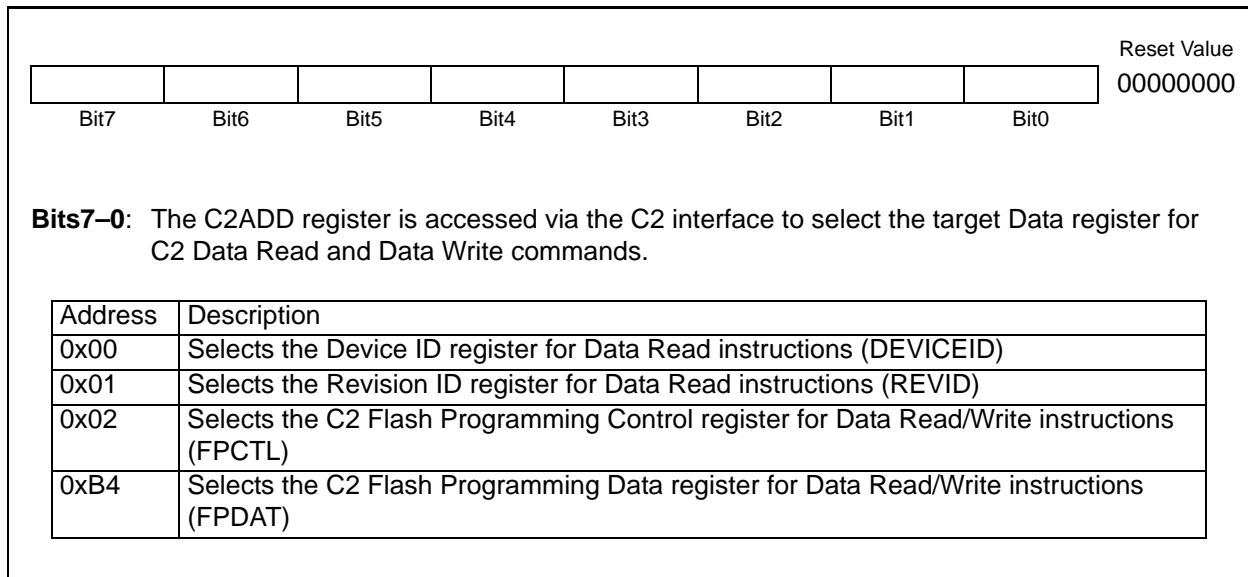 Reset Value
00000000
Bit7 Bit6 Bit5 Bit4 Bit3 Bit2 Bit1 Bit0
Bits7–0: The C2ADD register is accessed via the C2 interface to select the target Data register for
C2 Data Read and Data Write commands.
Address Description
0x00 Selects the Device ID register for Data Read instructions (DEVICEID)
0x01 Selects the Revision ID register for Data Read instructions (REVID)
0x02 Selects the C2 Flash Programming Control register for Data Read/Write instructions
(FPCTL)
0xB4 Selects the C2 Flash Programming Data register for Data Read/Write instructions
(FPDAT)